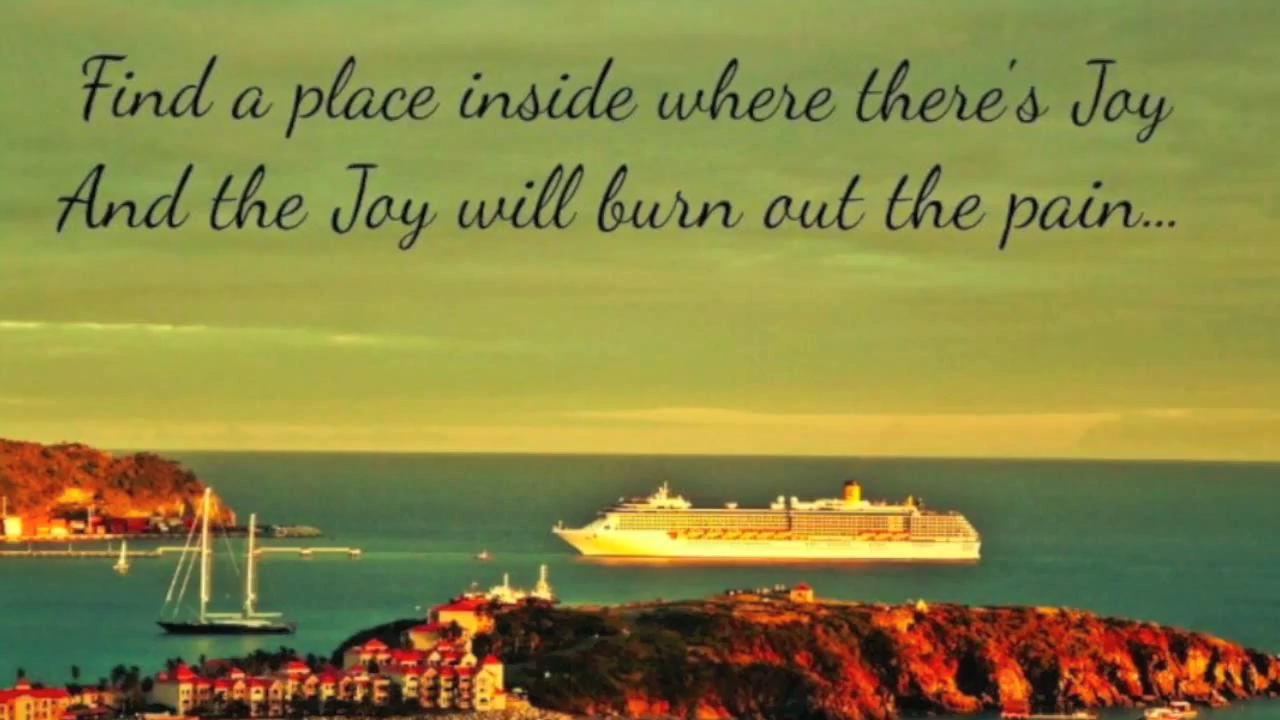 Find a place inside where there's Joy
And the Joy will burn out the pain...